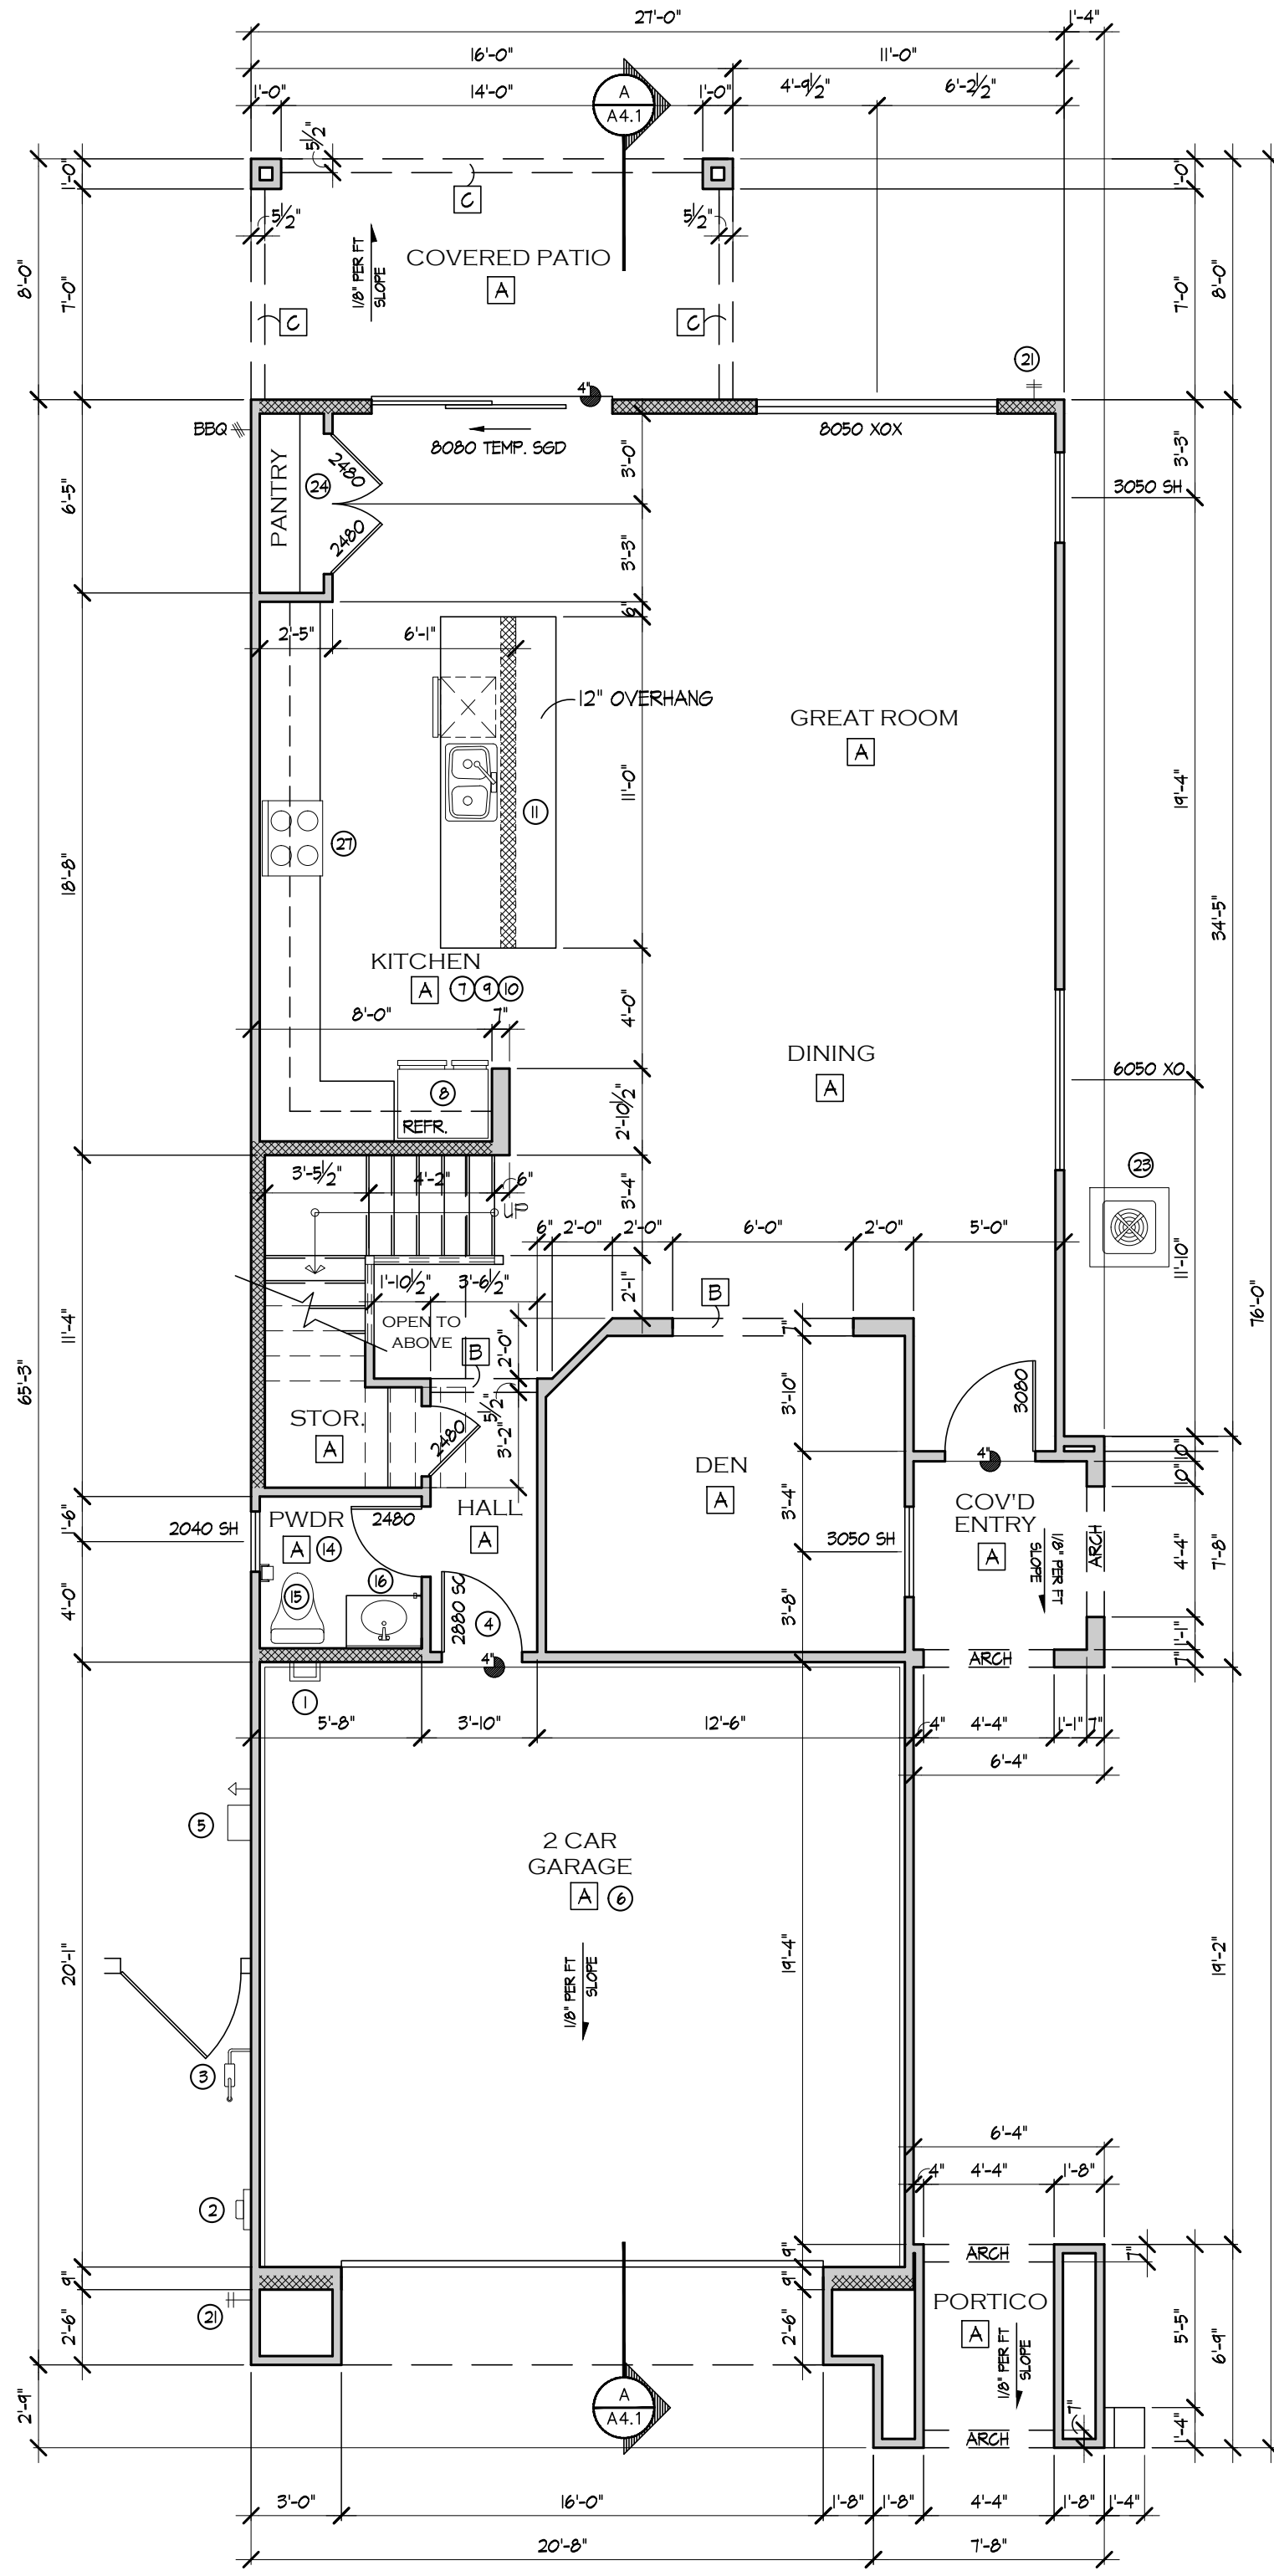 27'-0"
1'-4"
16'-0"
11'-0"
1'-0"
14'-0"
1'-0"
4'-9½"
6'-2½"
A
A4.1
5½"
1'-0"
1'-0"
C
5½"
5½"
1/8" PER FT
SLOPE
COVERED PATIO
A
8'-0"
7'-0"
7'-0"
8'-0"
C
C
21
4"
BBQ
8080 TEMP. SGD
8050 XOX
3'-0"
3'-3"
PANTRY
24
2480
2480
6'-5"
3050 SH
3'-3"
6"
2'-5"
6'-1"
12" OVERHANG
GREAT ROOM
A
11'-0"
11
27
19'-4"
18'-8"
34'-5"
KITCHEN
A
7
9
10
8'-0"
7"
4'-0"
DINING
A
6050 XO
8
REFR.
2'-10½"
23
3'-5½"
4'-2"
6"
UP
3'-4"
6"
2'-0"
2'-0"
6'-0"
2'-0"
5'-0"
11'-10"
1'-10½"
3'-6½"
2'-1"
B
76'-0"
OPEN TO
ABOVE
11'-4"
B
2'-0"
7"
65'-3"
5½"
3'-10"
3080
STOR.
A
2480
3'-2"
DEN
A
4"
10"
10"
HALL
A
PWDR
A
14
2480
2040 SH
1'-6"
3'-4"
COV'D
ENTRY
A
1/8" PER FT
SLOPE
ARCH
4'-4"
7'-8"
3050 SH
15
16
2880 SC
4
4'-0"
3'-8"
4"
ARCH
1'-1"
7"
1
5'-8"
3'-10"
12'-6"
4"
4'-4"
1'-1"
7"
6'-4"
5
2 CAR
GARAGE
A
6
1/8" PER FT
SLOPE
20'-1"
19'-4"
19'-2"
3
6'-4"
4"
4'-4"
1'-8"
2
9"
9"
ARCH
7"
9"
21
2'-6"
2'-6"
PORTICO
A
1/8" PER FT
SLOPE
5'-5"
6'-9"
A
A4.1
2'-9"
7"
ARCH
1'-4"
3'-0"
16'-0"
1'-8"
1'-8"
4'-4"
1'-8"
1'-4"
20'-8"
7'-8"